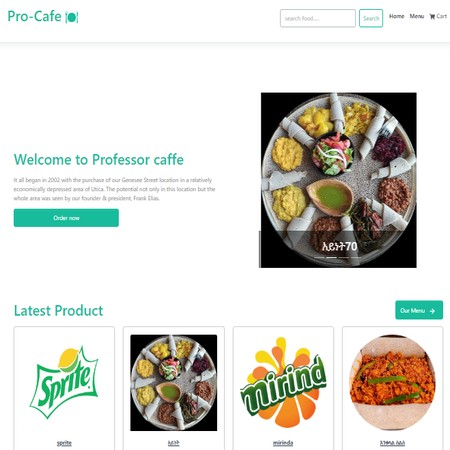 Pro-Cafe
search food....
Search
Home
Menu
Cart
Welcome to Professor caffe
It all began in 2002 with the purchase of our Genesee Street location in a relatively
economically depressed area of Utica. The potential not only in this location but the
whole area was seen by our founder & president, Frank Elias.
Order now
አይነት70
Latest Product
Our Menu
Sprite
mirind
sprite
አይነት
mirinda